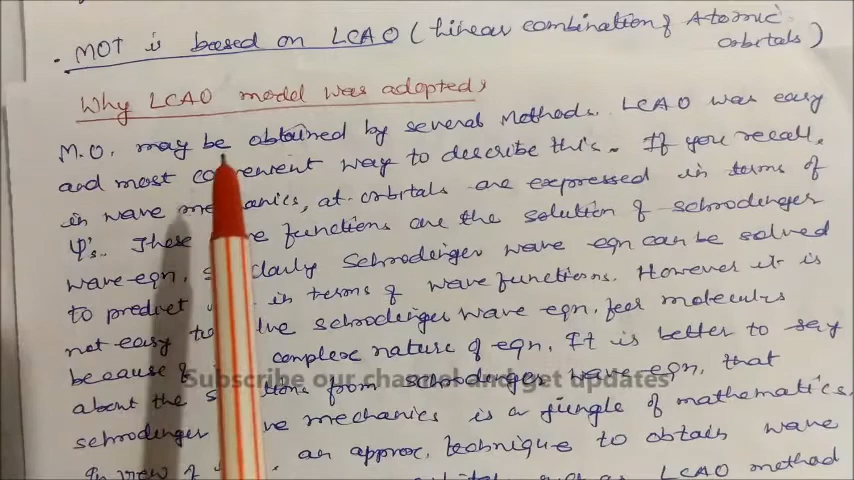 . MOT is based on LCAO (Linear combination of Atomic
orbitals)
Why LCAO model was adopted,
M.O. may be obtained by several Methods. LCAO was easy
and most convenient way to describe this. If you recall,
in wave mechanics, at. orbitals are expressed in terms of
Ψ's. These functions are the solution of schrodinger
wave-eqn, Schrodinger wave eqn can be solved
to predict in terms of wave functions. However it is
not easy to schrodinger wave eqn. for molecules
because complex nature of eqn. It is better to say
about the from schrodinger wave eqn. that
schrodinger mechanics is a jungle of mathematics.
In view of an approx. technique to obtain wave
LCAO method
Subscribe our channel and get updates